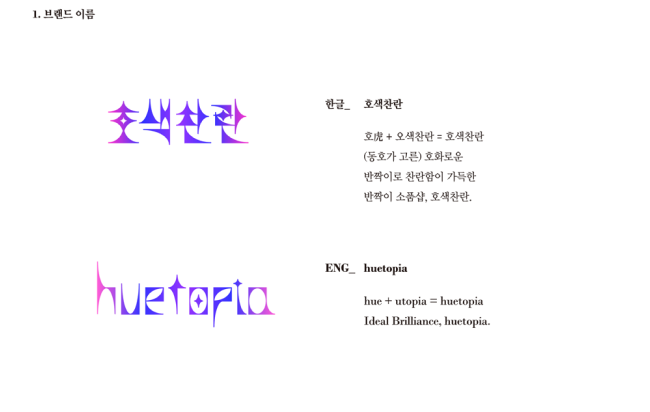 1. 브랜드 이름
호색찬란
한글_ 호색찬란
호虎 + 오색찬란 = 호색찬란
(동호가 고른) 호화로운
반짝이로 찬란함이 가득한
반짝이 소품샵, 호색찬란.
huetopia
ENG_ huetopia
hue + utopia = huetopia
Ideal Brilliance, huetopia.